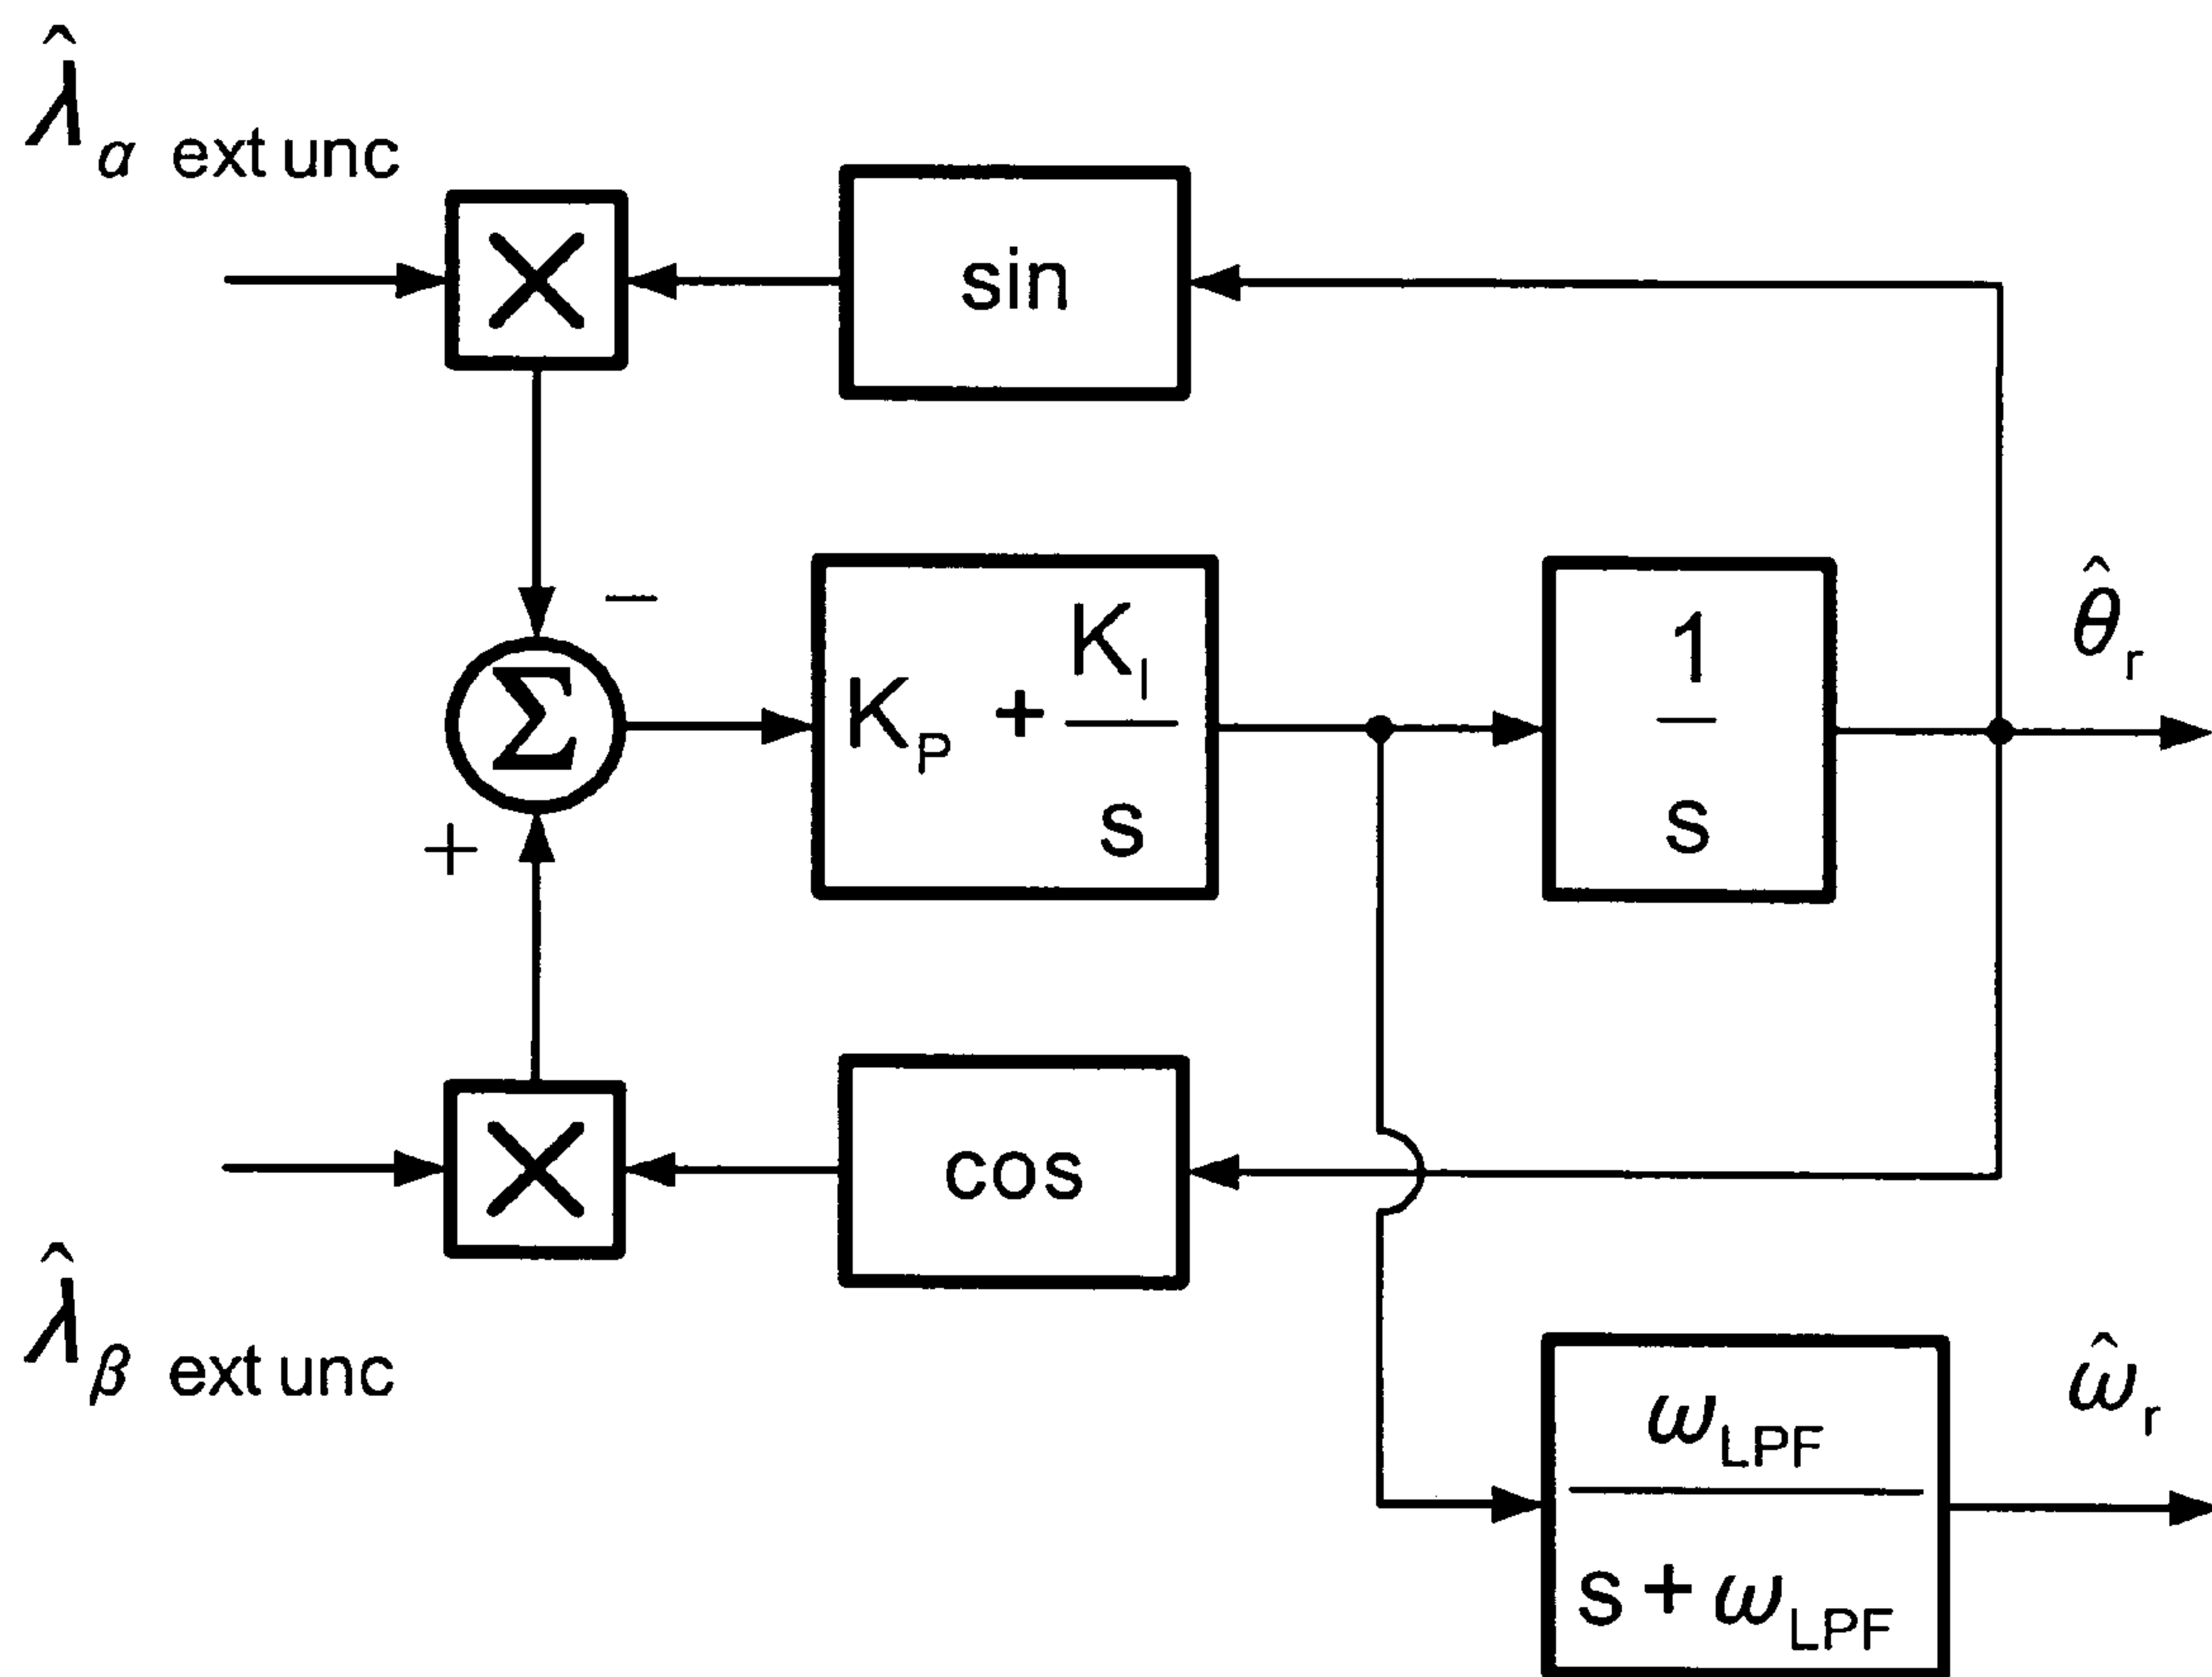 λ̂ α ext unc
×
sin
−
Σ
K_P + K_I / s
1 / s
θ̂ r
+
×
cos
λ̂ β ext unc
ω_LPF / s + ω_LPF
ω̂ r